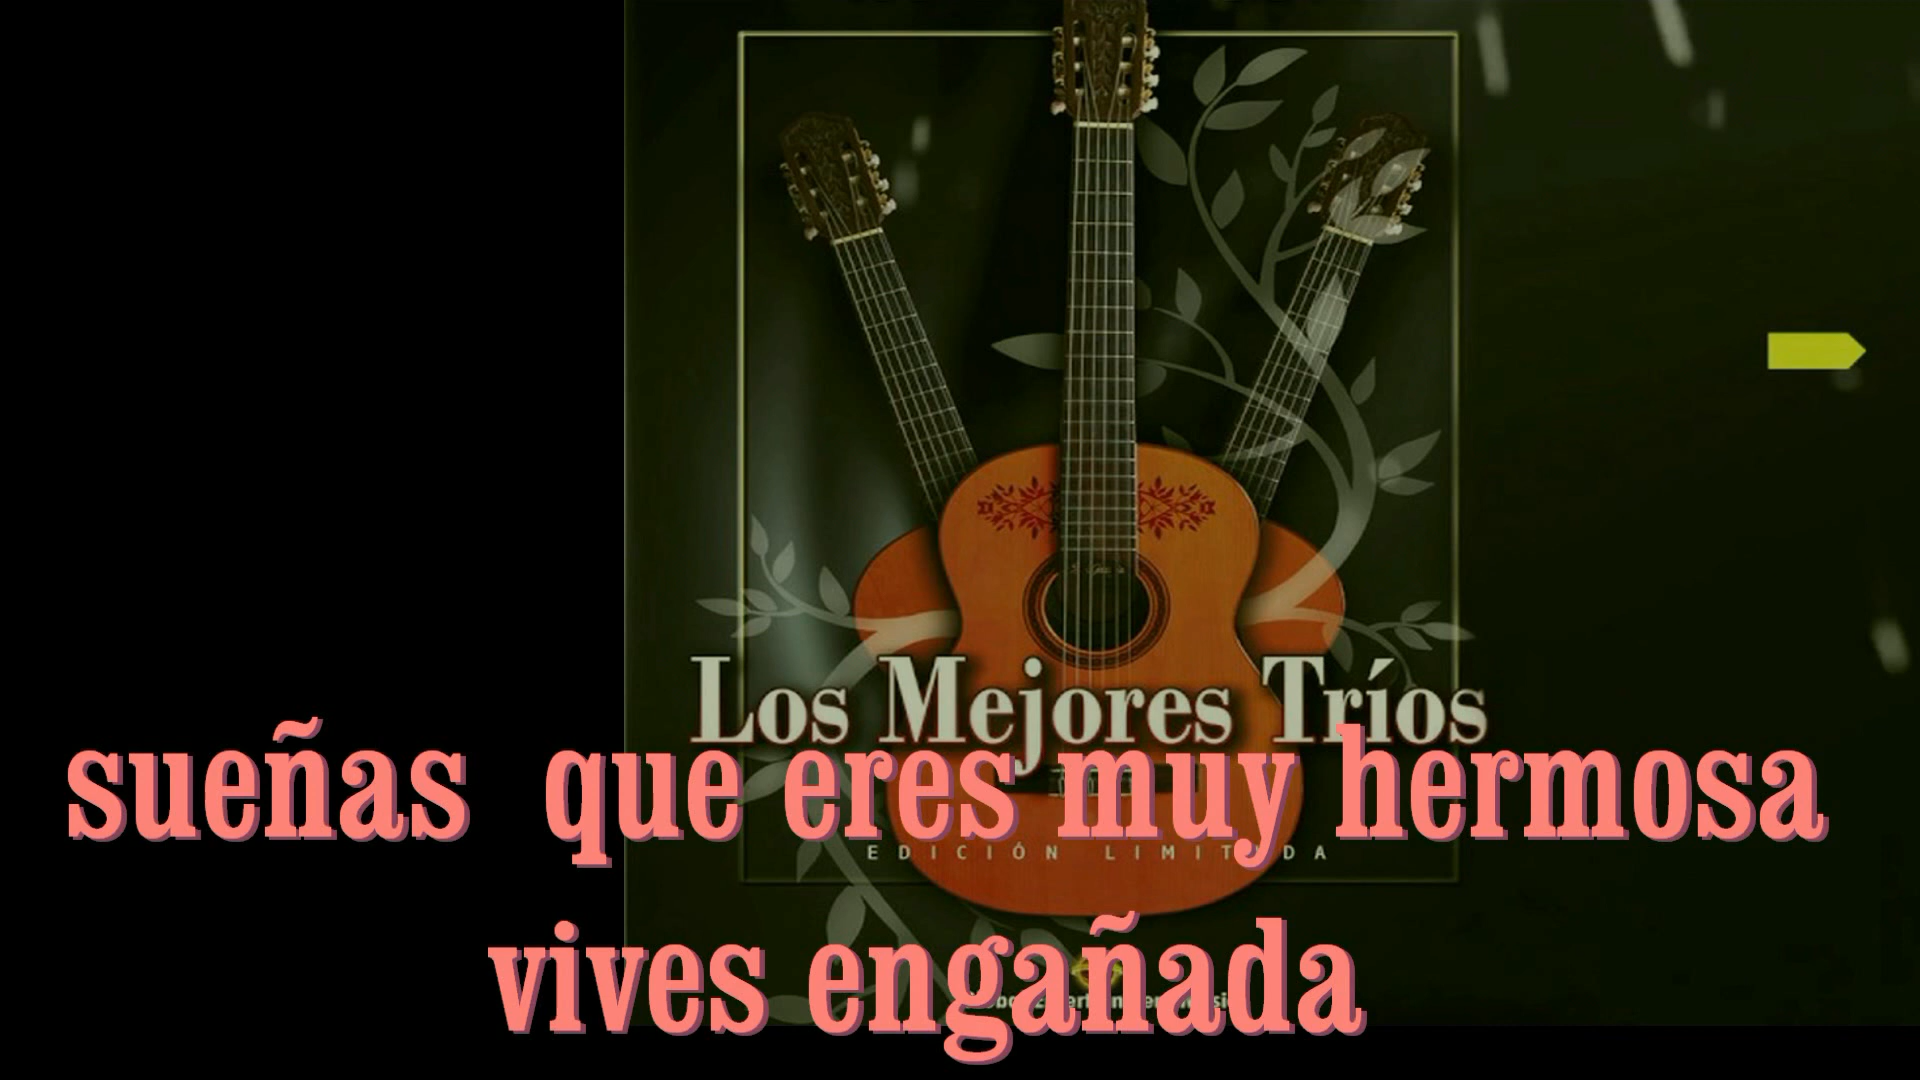 Los Mejores Tríos
sueñas que eres muy hermosa
EDICIÓN LIMITADA
vives engañada